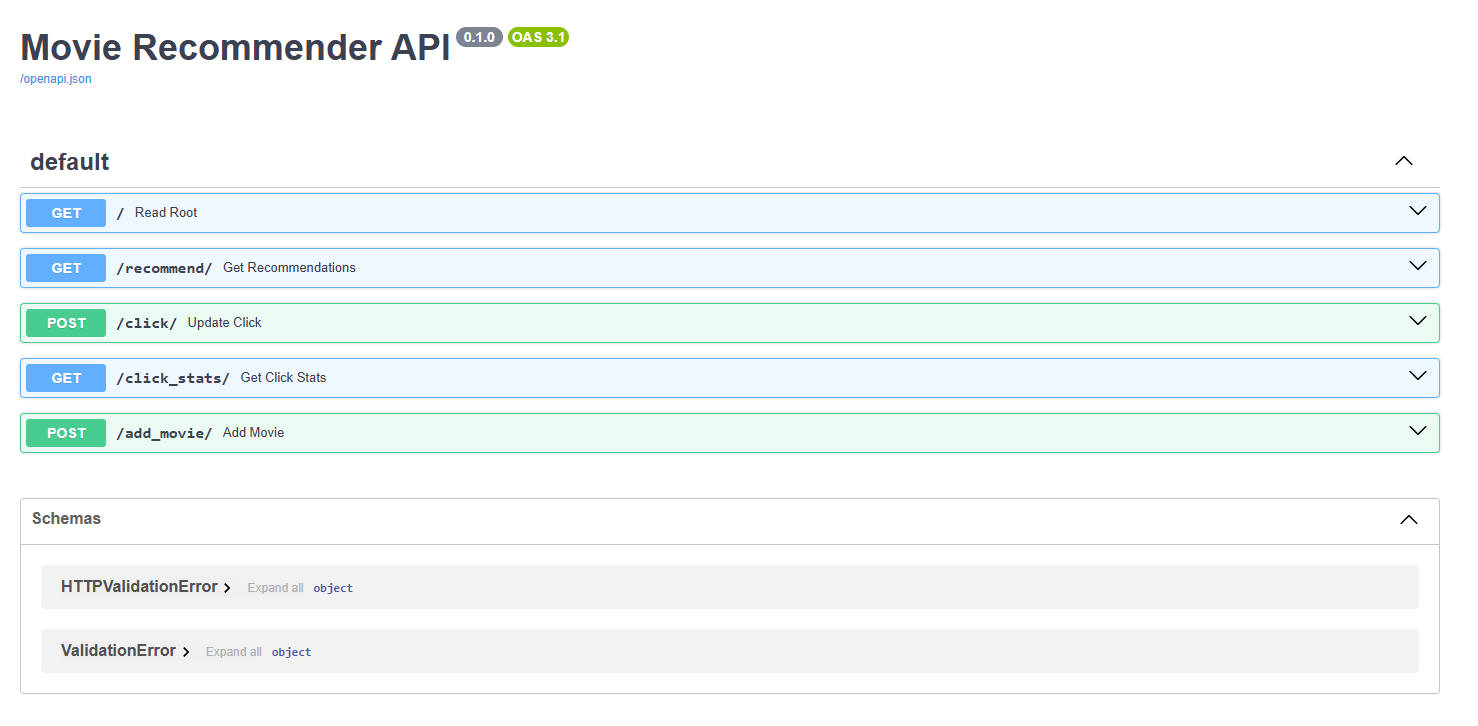 Movie Recommender API 0.1.0 OAS 3.1
/openapi.json
default
GET / Read Root
GET /recommend/ Get Recommendations
POST /click/ Update Click
GET /click_stats/ Get Click Stats
POST /add_movie/ Add Movie
Schemas
HTTPValidationError Expand all object
ValidationError Expand all object